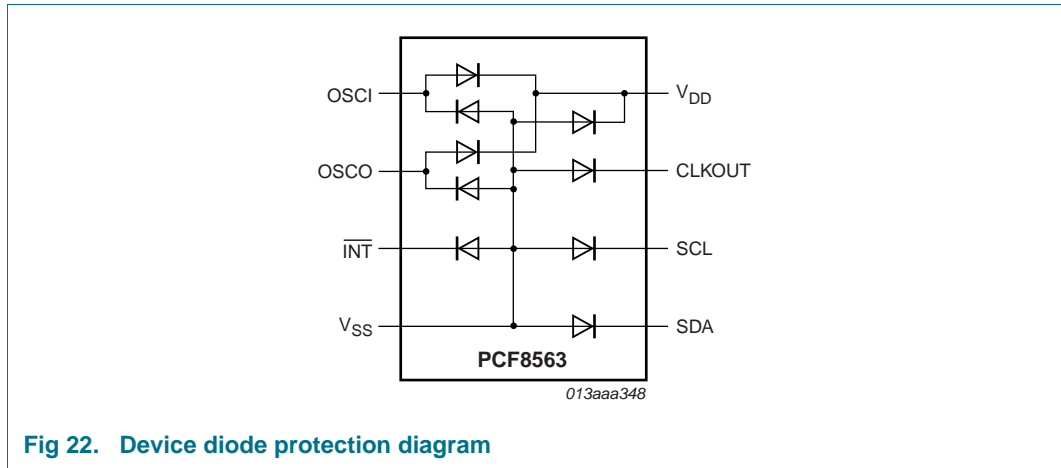 OSCI
V_DD
OSCO
CLKOUT
INT
SCL
V_SS
SDA
PCF8563
013aaa348
Fig 22. Device diode protection diagram